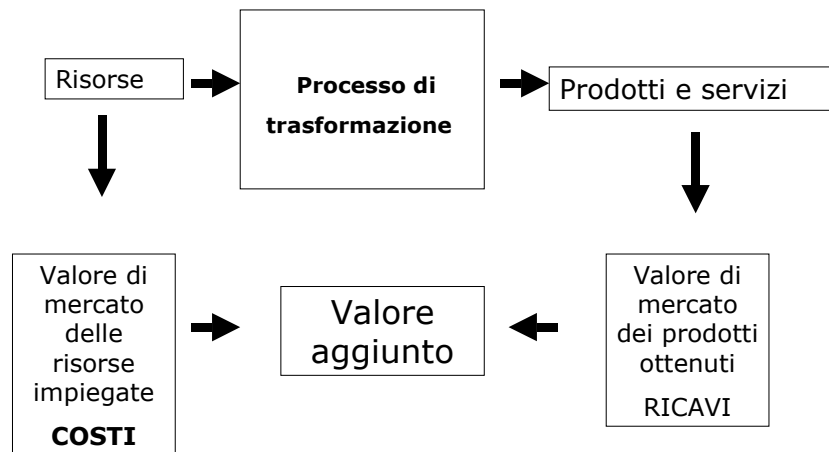 Risorse
Processo di
trasformazione
Prodotti e servizi
Valore di
mercato
delle
risorse
impiegate
COSTI
Valore
aggiunto
Valore di
mercato
dei prodotti
ottenuti
RICAVI